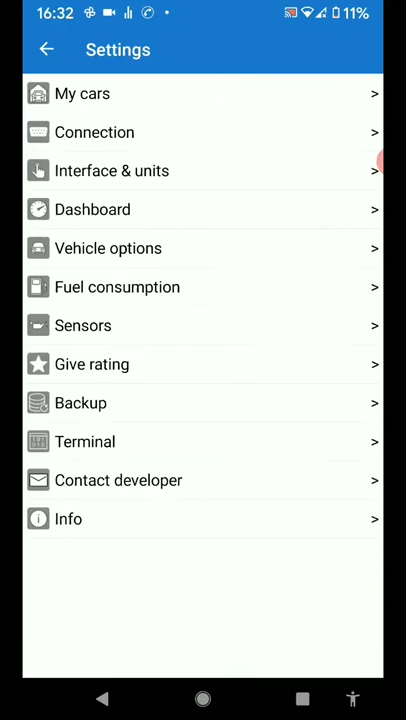 16:32 11%
Settings
My cars >
Connection >
Interface & units >
Dashboard >
Vehicle options >
Fuel consumption >
Sensors >
Give rating >
Backup >
Terminal >
Contact developer >
Info >